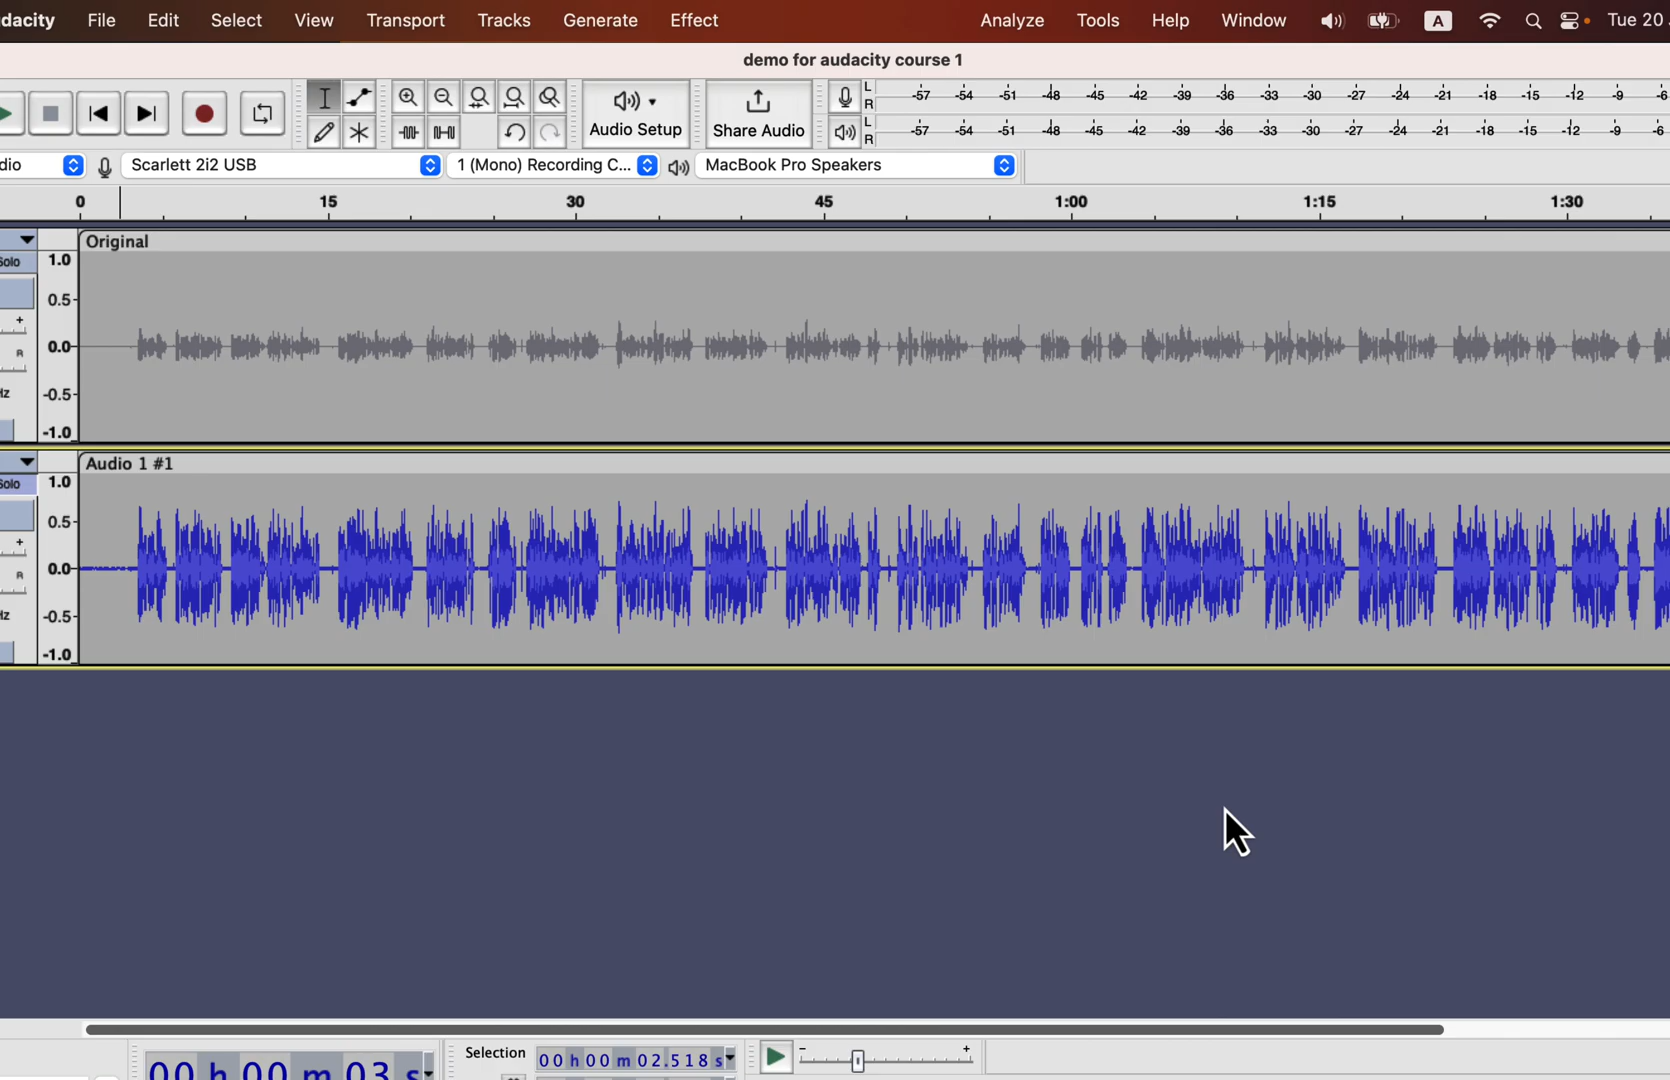 dacity File Edit Select View Transport Tracks Generate Effect Analyze Tools Help Window A Tue 20
demo for audacity course 1
Audio Setup
Share Audio
L
R
-57 -54 -51 -48 -45 -42 -39 -36 -33 -30 -27 -24 -21 -18 -15 -12 -9 -6
L
R
-57 -54 -51 -48 -45 -42 -39 -36 -33 -30 -27 -24 -21 -18 -15 -12 -9 -6
dio Scarlett 2i2 USB 1 (Mono) Recording C... MacBook Pro Speakers
0 15 30 45 1:00 1:15 1:30
Original
Solo 1.0
0.5
+
R 0.0
Hz -0.5
-1.0
Audio 1 #1
Solo 1.0
0.5
+
R 0.0
Hz -0.5
-1.0
00 h 00 m 03 s
Selection 00 h 00 m 02.518 s
- +